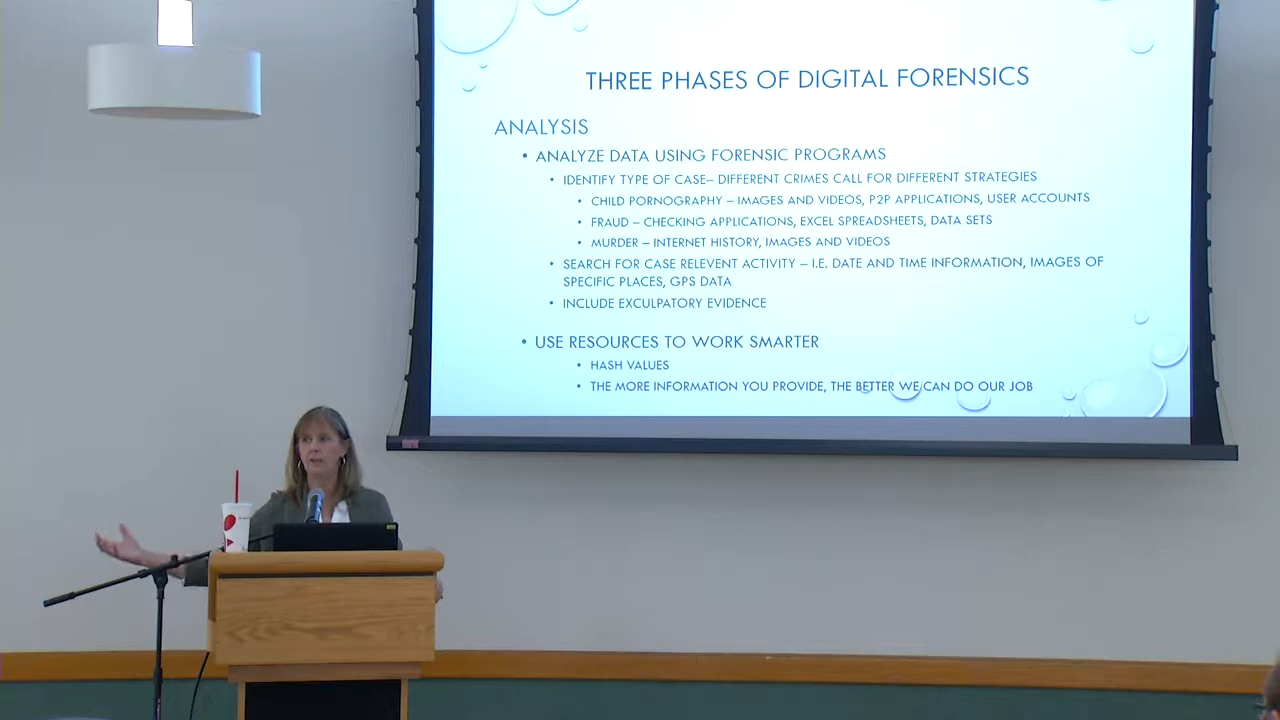 THREE PHASES OF DIGITAL FORENSICS
ANALYSIS
• ANALYZE DATA USING FORENSIC PROGRAMS
• IDENTIFY TYPE OF CASE– DIFFERENT CRIMES CALL FOR DIFFERENT STRATEGIES
• CHILD PORNOGRAPHY – IMAGES AND VIDEOS, P2P APPLICATIONS, USER ACCOUNTS
• FRAUD – CHECKING APPLICATIONS, EXCEL SPREADSHEETS, DATA SETS
• MURDER – INTERNET HISTORY, IMAGES AND VIDEOS
• SEARCH FOR CASE RELEVENT ACTIVITY – I.E. DATE AND TIME INFORMATION, IMAGES OF
SPECIFIC PLACES, GPS DATA
• INCLUDE EXCULPATORY EVIDENCE
• USE RESOURCES TO WORK SMARTER
• HASH VALUES
• THE MORE INFORMATION YOU PROVIDE, THE BETTER WE CAN DO OUR JOB